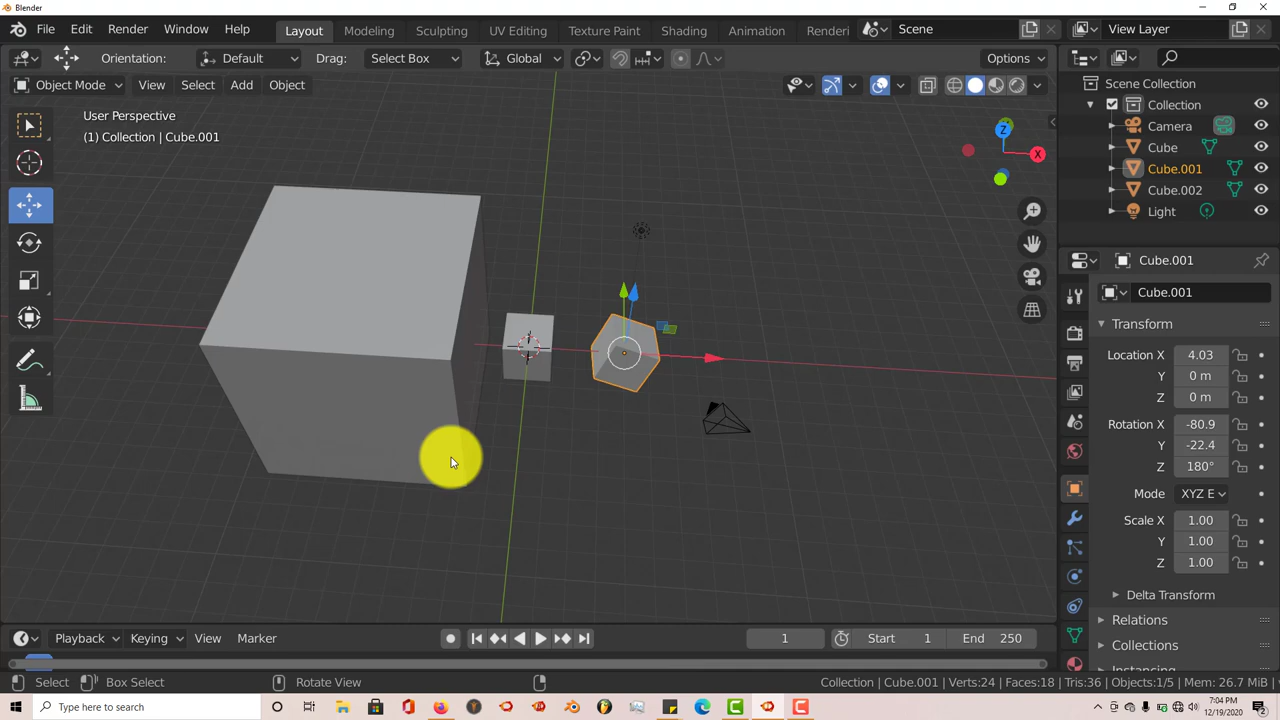 Blender
File Edit Render Window Help Layout Modeling Sculpting UV Editing Texture Paint Shading Animation Renderi Scene View Layer
Orientation: Default Drag: Select Box Global Options
Object Mode View Select Add Object
User Perspective
(1) Collection | Cube.001
Z
X
Scene Collection
Collection
Camera
Cube
Cube.001
Cube.002
Light
Cube.001
Cube.001
Transform
Location X 4.03
Y 0 m
Z 0 m
Rotation X -80.9
Y -22.4
Z 180°
Mode XYZ E
Scale X 1.00
Y 1.00
Z 1.00
Delta Transform
Relations
Collections
Instancing
Playback Keying View Marker 1 Start 1 End 250
Select Box Select Rotate View Collection | Cube.001 | Verts:24 | Faces:18 | Tris:36 | Objects:1/5 | Mem: 26.7 MiB
Type here to search
7:04 PM
12/19/2020